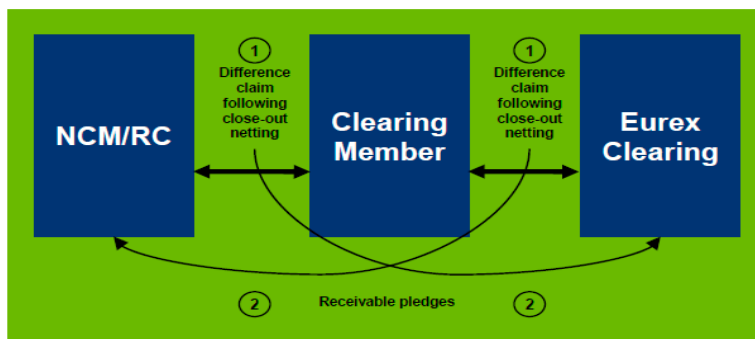 1
Difference
claim
following
close-out
netting
1
Difference
claim
following
close-out
netting
NCM/RC
Clearing
Member
Eurex
Clearing
2
Receivable pledges
2